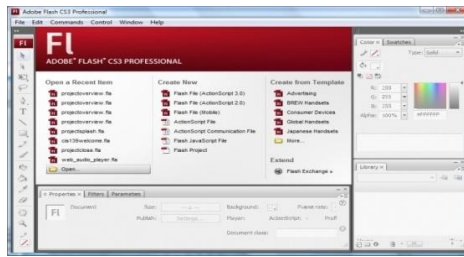 Adobe Flash CS3 Professional
File Edit Commands Control Window Help
Fl
Fl
ADOBE® FLASH® CS3 PROFESSIONAL
Open a Recent Item
projectoverview.fla
projectoverview.fla
projectoverview.fla
projectsplash.fla
cis139welcome.fla
projectclose.fla
web_audio_player.fla
Open...
Create New
Flash File (ActionScript 3.0)
Flash File (ActionScript 2.0)
Flash File (Mobile)
ActionScript File
ActionScript Communication File
Flash JavaScript File
Flash Project
Create from Template
Advertising
BREW Handsets
Consumer Devices
Global Handsets
Japanese Handsets
More...
Extend
Flash Exchange »
Properties × Filters Parameters
Fl
Document
Size:
Background:
Frame rate:
Publish:
Settings...
Player:
ActionScript:
Profi
Document class:
Color × Swatches
Type: Solid
R: 255
G: 255
B: 255
Alpha: 100%
#FFFFFF
Library ×